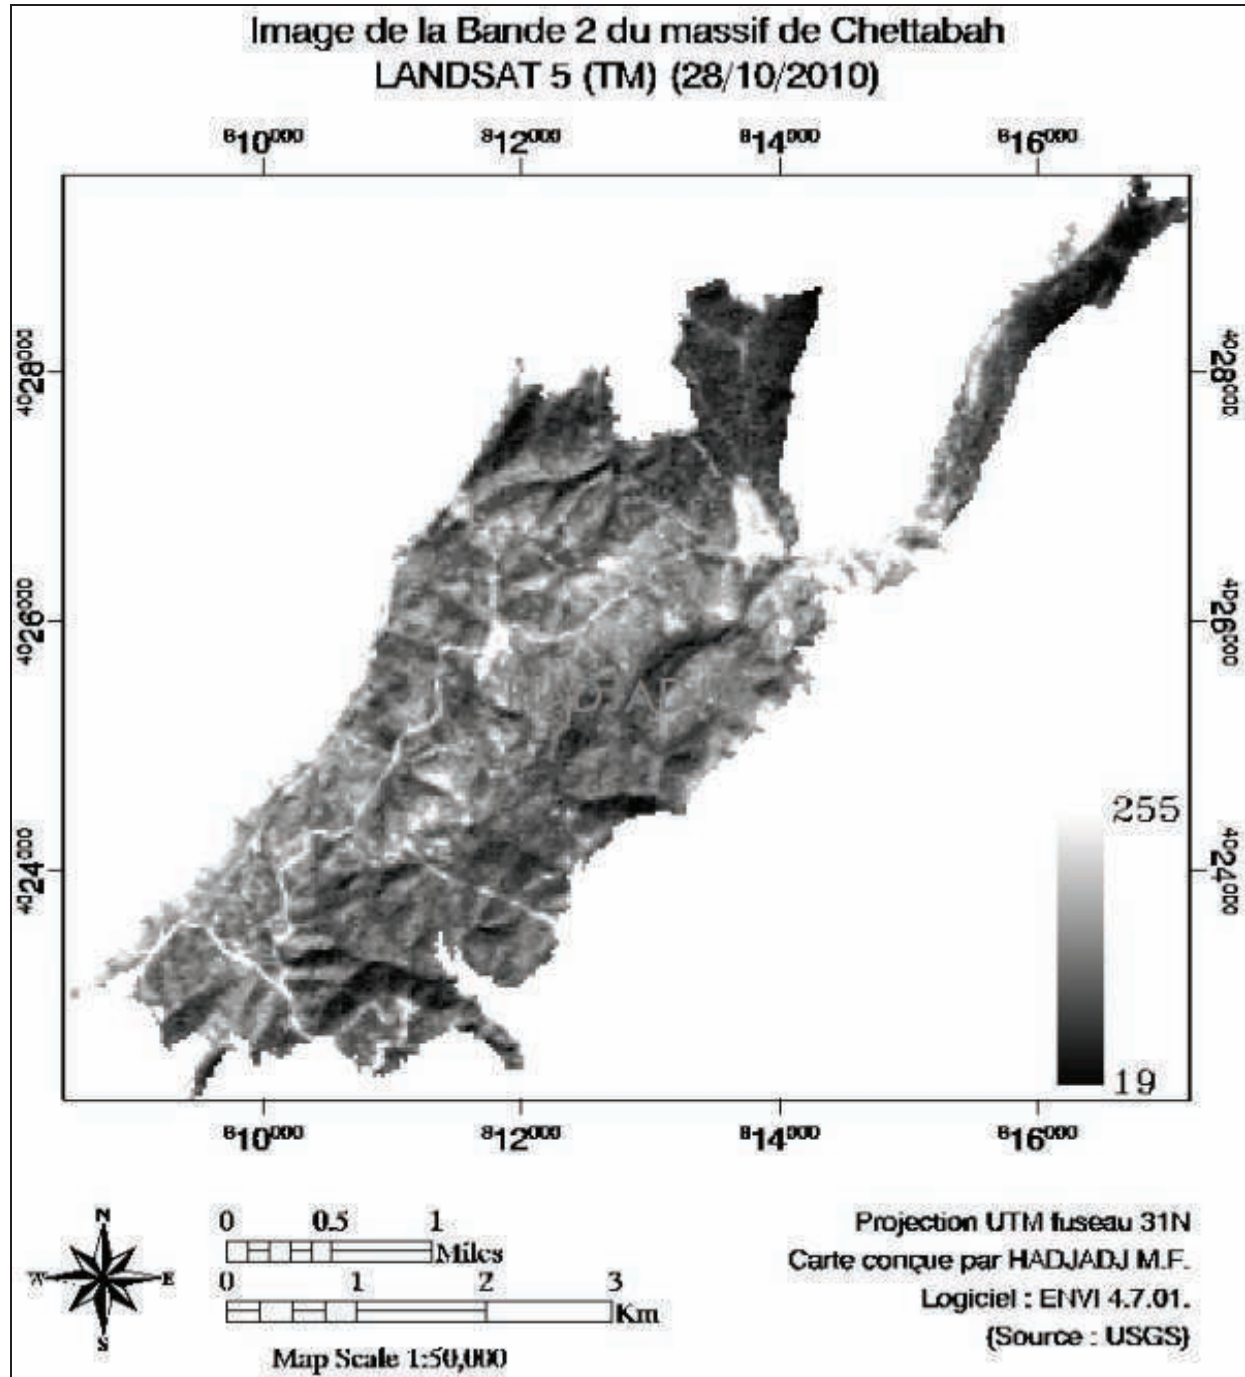 Image de la Bande 2 du massif de Chettabah
LANDSAT 5 (TM) (28/10/2010)
810000 812000 814000 816000
4028000 4028000
4026000 4026000
4024000 4024000
255
19
810000 812000 814000 816000
N
W E
S
0 0.5 1
Miles
0 1 2 3
Km
Map Scale 1:50,000
Projection UTM fuseau 31N
Carte conçue par HADJADJ M.F.
Logiciel : ENVI 4.7.01.
(Source : USGS)